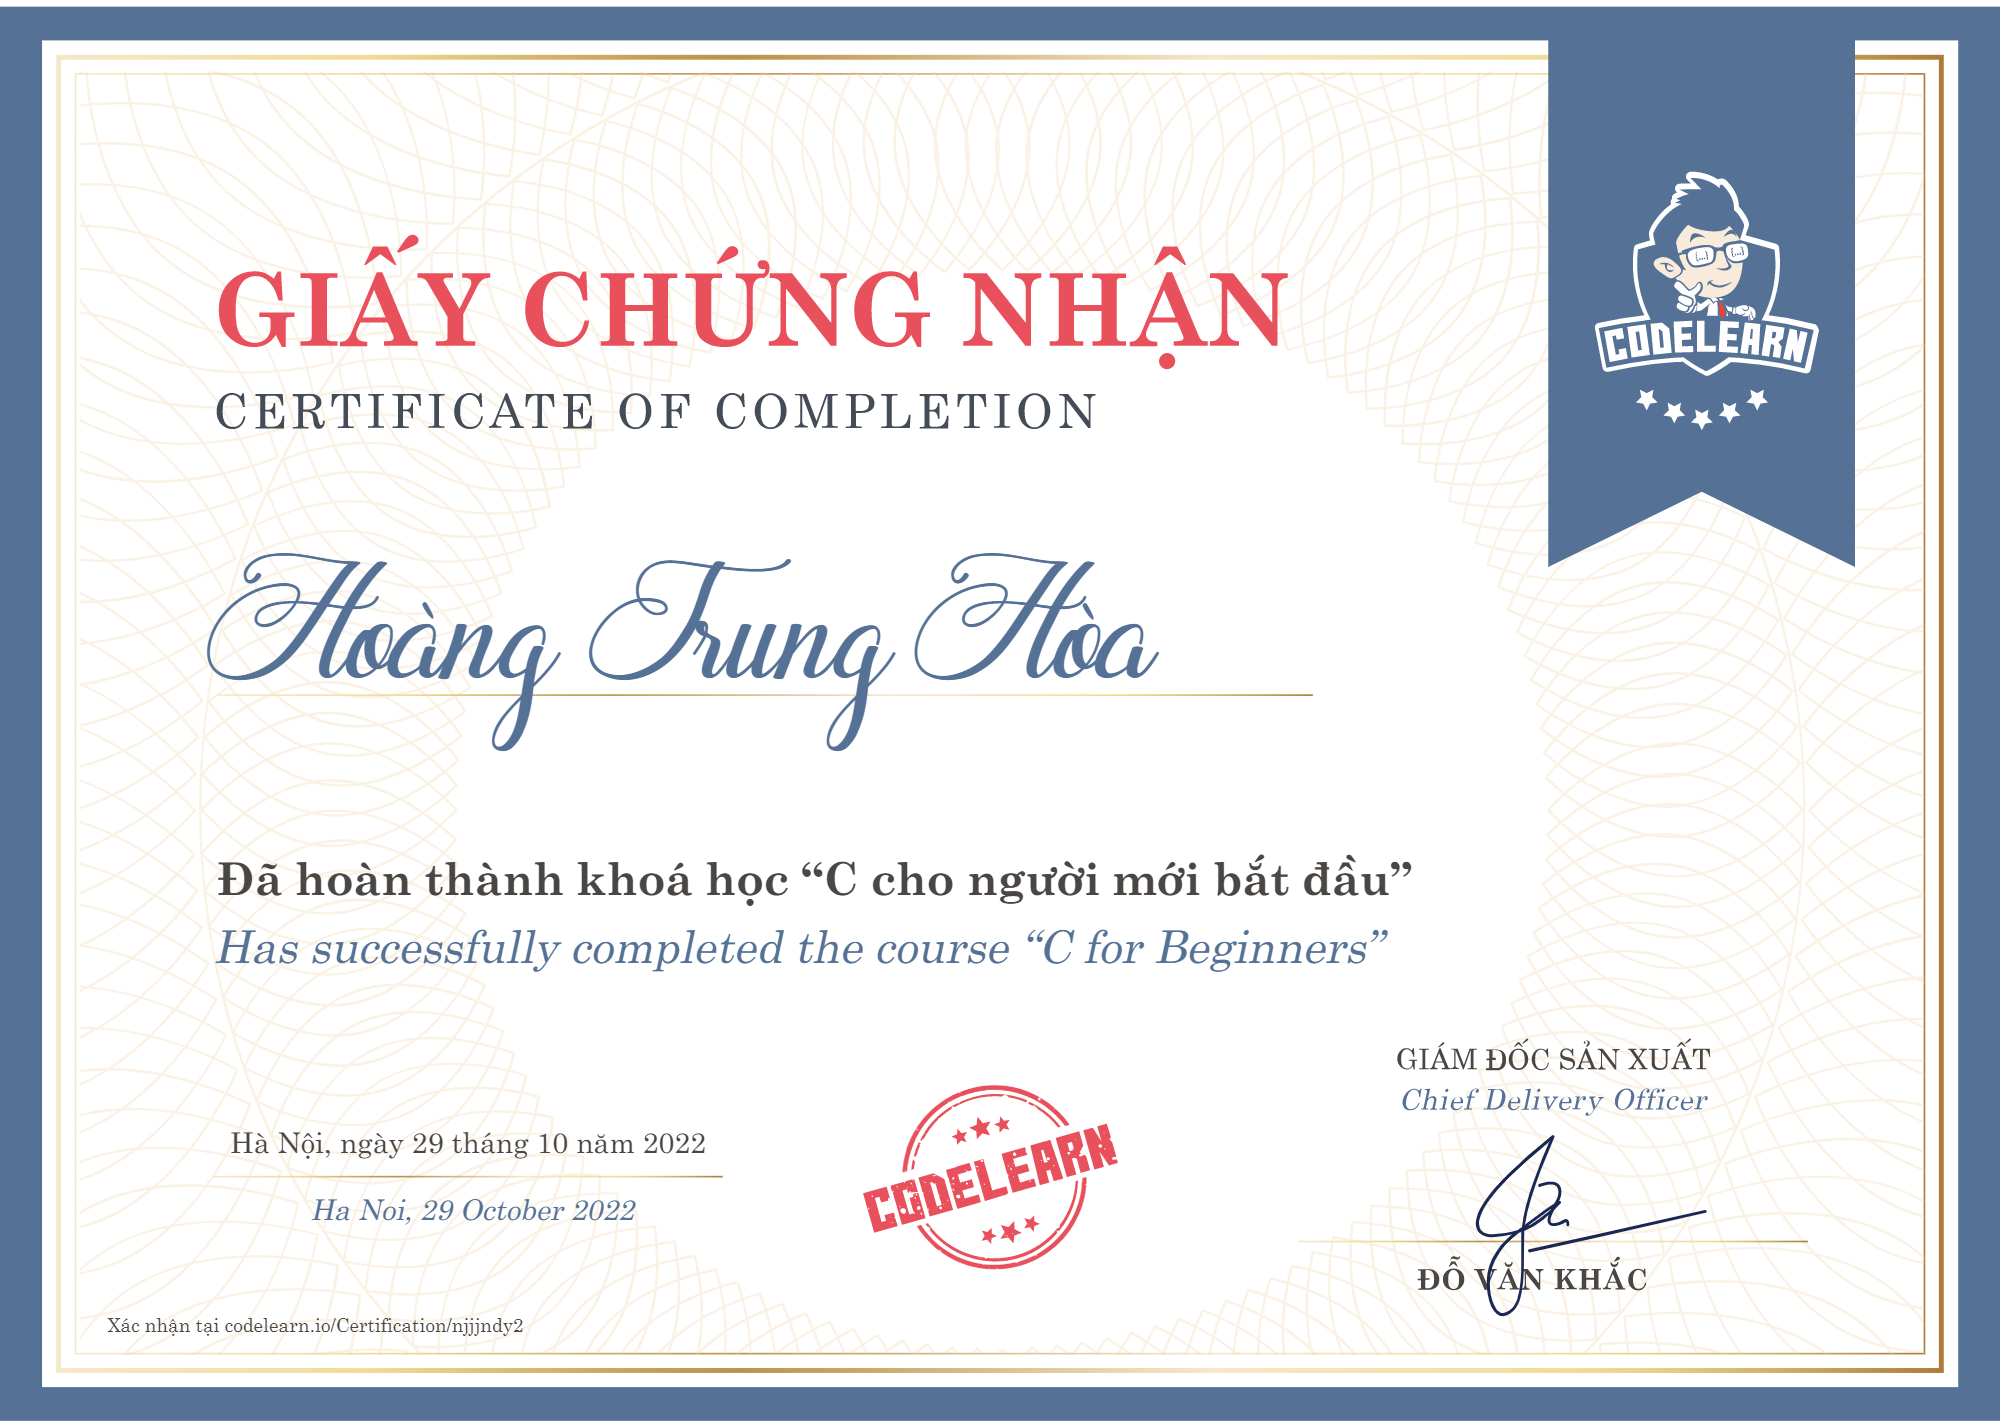 GIẤY CHỨNG NHẬN
CERTIFICATE OF COMPLETION
CODELEARN
Hoàng Trung Hòa
Đã hoàn thành khoá học “C cho người mới bắt đầu”
Has successfully completed the course “C for Beginners”
GIÁM ĐỐC SẢN XUẤT
Chief Delivery Officer
Hà Nội, ngày 29 tháng 10 năm 2022
Ha Noi, 29 October 2022
CODELEARN
ĐỖ VĂN KHẮC
Xác nhận tại codelearn.io/Certification/njjjndy2